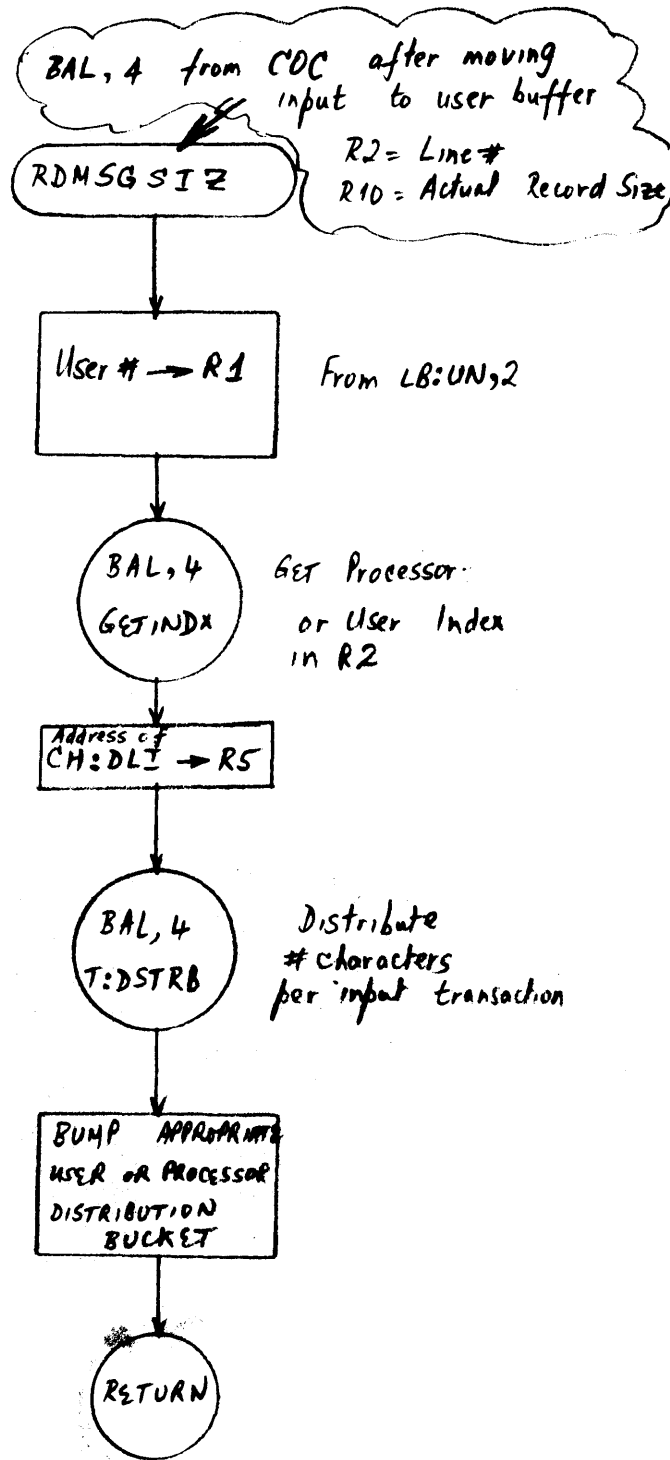 BAL, 4 from COC after moving
input to user buffer
R2 = Line #
R10 = Actual Record Size
RDMSGSIZ
User # → R1
From LB:UN,2
BAL, 4
GETINDX
GET Processor
or User Index
in R2
Address of
CH:DLI → R5
BAL, 4
T:DSTRB
Distribute
# characters
per input transaction
BUMP APPROPRIATE
USER OR PROCESSOR
DISTRIBUTION
BUCKET
RETURN